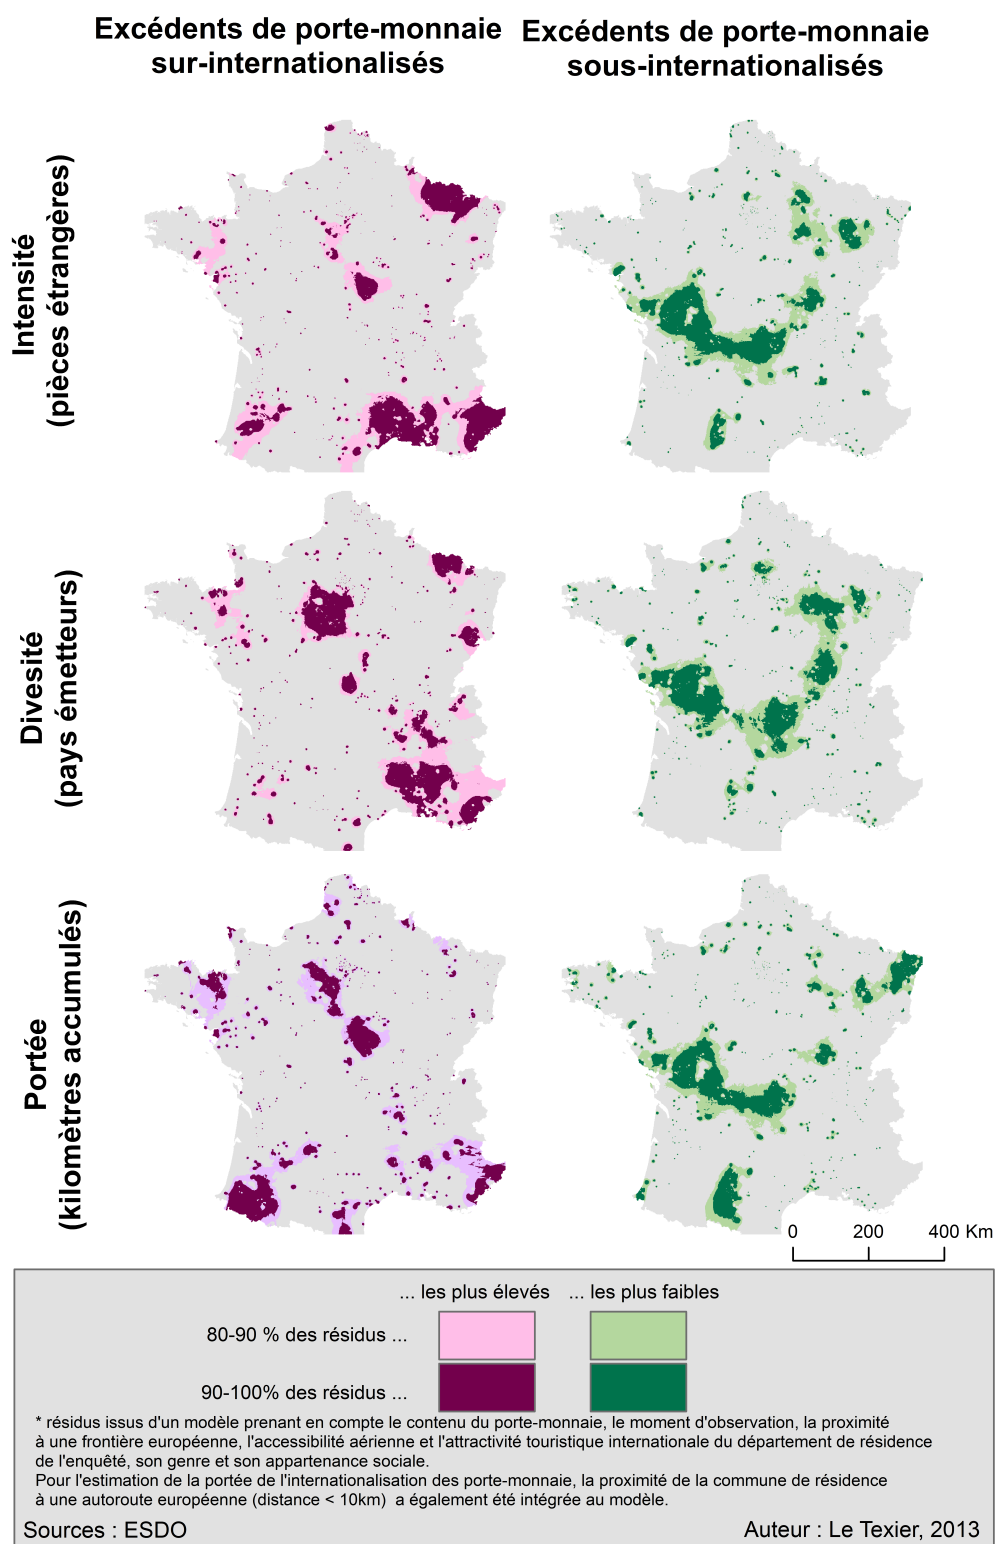 Excédents de porte-monnaie
sur-internationalisés
Excédents de porte-monnaie
sous-internationalisés
Intensité
(pièces étrangères)
Divesité
(pays émetteurs)
Portée
(kilomètres accumulés)
0 200 400 Km
... les plus élevés ... les plus faibles
80-90 % des résidus ...
90-100% des résidus ...
* résidus issus d'un modèle prenant en compte le contenu du porte-monnaie, le moment d'observation, la proximité
à une frontière européenne, l'accessibilité aérienne et l'attractivité touristique internationale du département de résidence
de l'enquêté, son genre et son appartenance sociale.
Pour l'estimation de la portée de l'internationalisation des porte-monnaie, la proximité de la commune de résidence
à une autoroute européenne (distance < 10km) a également été intégrée au modèle.
Sources : ESDO
Auteur : Le Texier, 2013